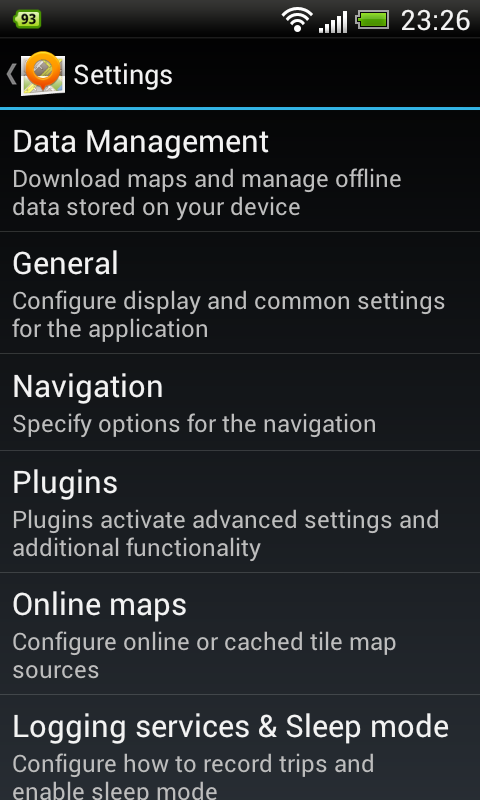 93 23:26
Settings
Data Management
Download maps and manage offline
data stored on your device
General
Configure display and common settings
for the application
Navigation
Specify options for the navigation
Plugins
Plugins activate advanced settings and
additional functionality
Online maps
Configure online or cached tile map
sources
Logging services & Sleep mode
Configure how to record trips and
enable sleep mode